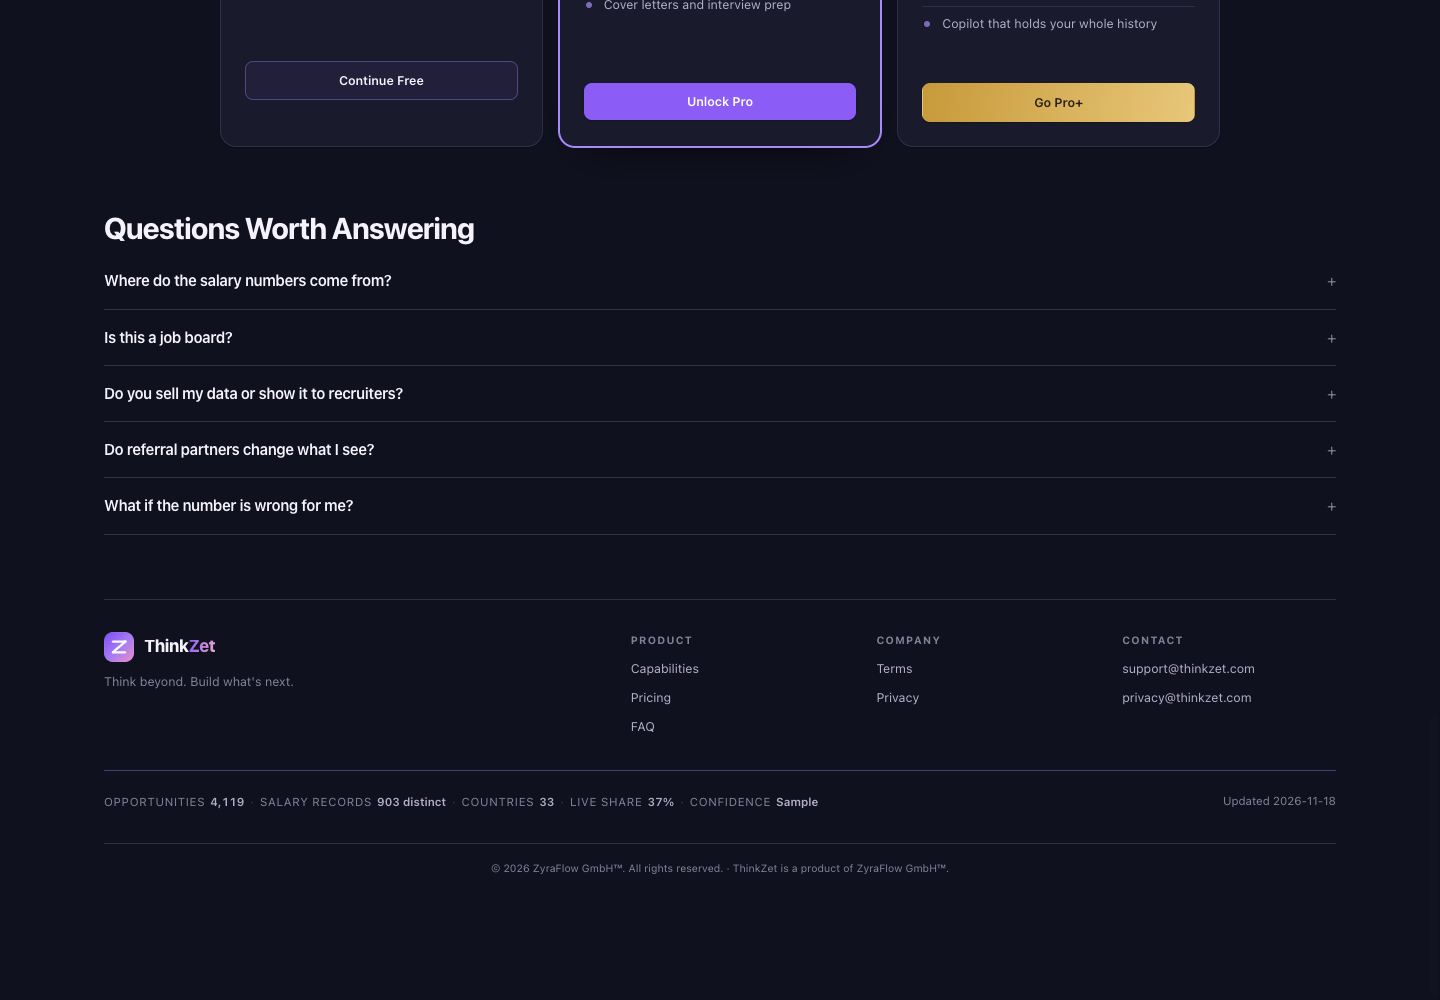 Cover letters and interview prep
Copilot that holds your whole history
Continue Free
Unlock Pro
Go Pro+
Questions Worth Answering
Where do the salary numbers come from?
+
Is this a job board?
+
Do you sell my data or show it to recruiters?
+
Do referral partners change what I see?
+
What if the number is wrong for me?
+
Z ThinkZet
Think beyond. Build what's next.
PRODUCT
Capabilities
Pricing
FAQ
COMPANY
Terms
Privacy
CONTACT
support@thinkzet.com
privacy@thinkzet.com
OPPORTUNITIES 4,119 · SALARY RECORDS 903 distinct · COUNTRIES 33 · LIVE SHARE 37% · CONFIDENCE Sample
Updated 2026-11-18
© 2026 ZyraFlow GmbH™. All rights reserved. · ThinkZet is a product of ZyraFlow GmbH™.